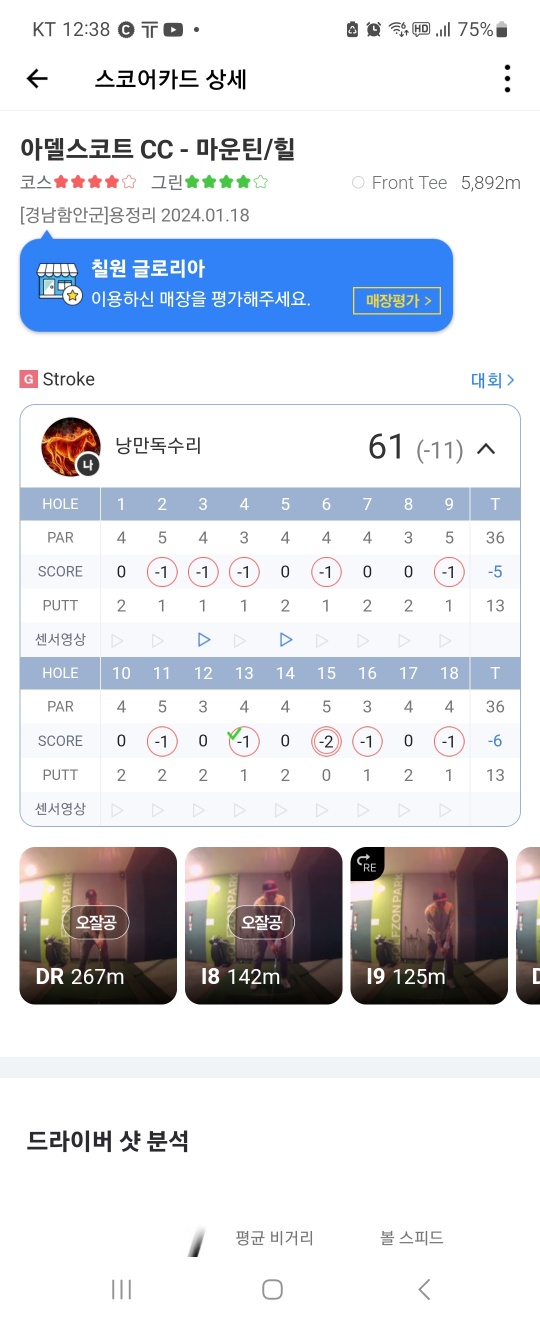 KT 12:38 HD 75%
스코어카드 상세
아델스코트 CC - 마운틴/힐
코스 그린 Front Tee 5,892m
[경남함안군]용정리 2024.01.18
칠원 글로리아
이용하신 매장을 평가해주세요. 매장평가 >
G Stroke 대회 >
나 낭만독수리 61 (-11)
HOLE 1 2 3 4 5 6 7 8 9 T
PAR 4 5 4 3 4 4 4 3 5 36
SCORE 0 -1 -1 -1 0 -1 0 0 -1 -5
PUTT 2 1 1 1 2 1 2 2 1 13
센서영상
HOLE 10 11 12 13 14 15 16 17 18 T
PAR 4 5 3 4 4 5 3 4 4 36
SCORE 0 -1 0 -1 0 -2 -1 0 -1 -6
PUTT 2 2 2 1 2 0 1 2 1 13
센서영상
오잘공 오잘공 RE
DR 267m I8 142m I9 125m D
드라이버 샷 분석
평균 비거리 볼 스피드